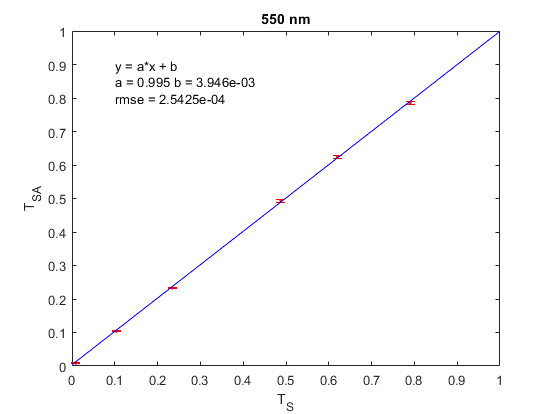 550 nm
y = a*x + b
a = 0.995 b = 3.946e-03
rmse = 2.5425e-04
1
0.9
0.8
0.7
0.6
0.5
0.4
0.3
0.2
0.1
0
T_SA
0 0.1 0.2 0.3 0.4 0.5 0.6 0.7 0.8 0.9 1
T_S